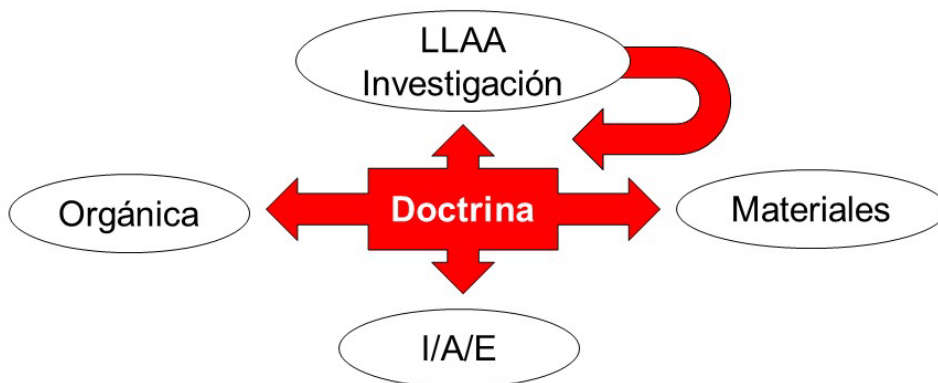 LLAA
Investigación
Orgánica
Doctrina
Materiales
I/A/E